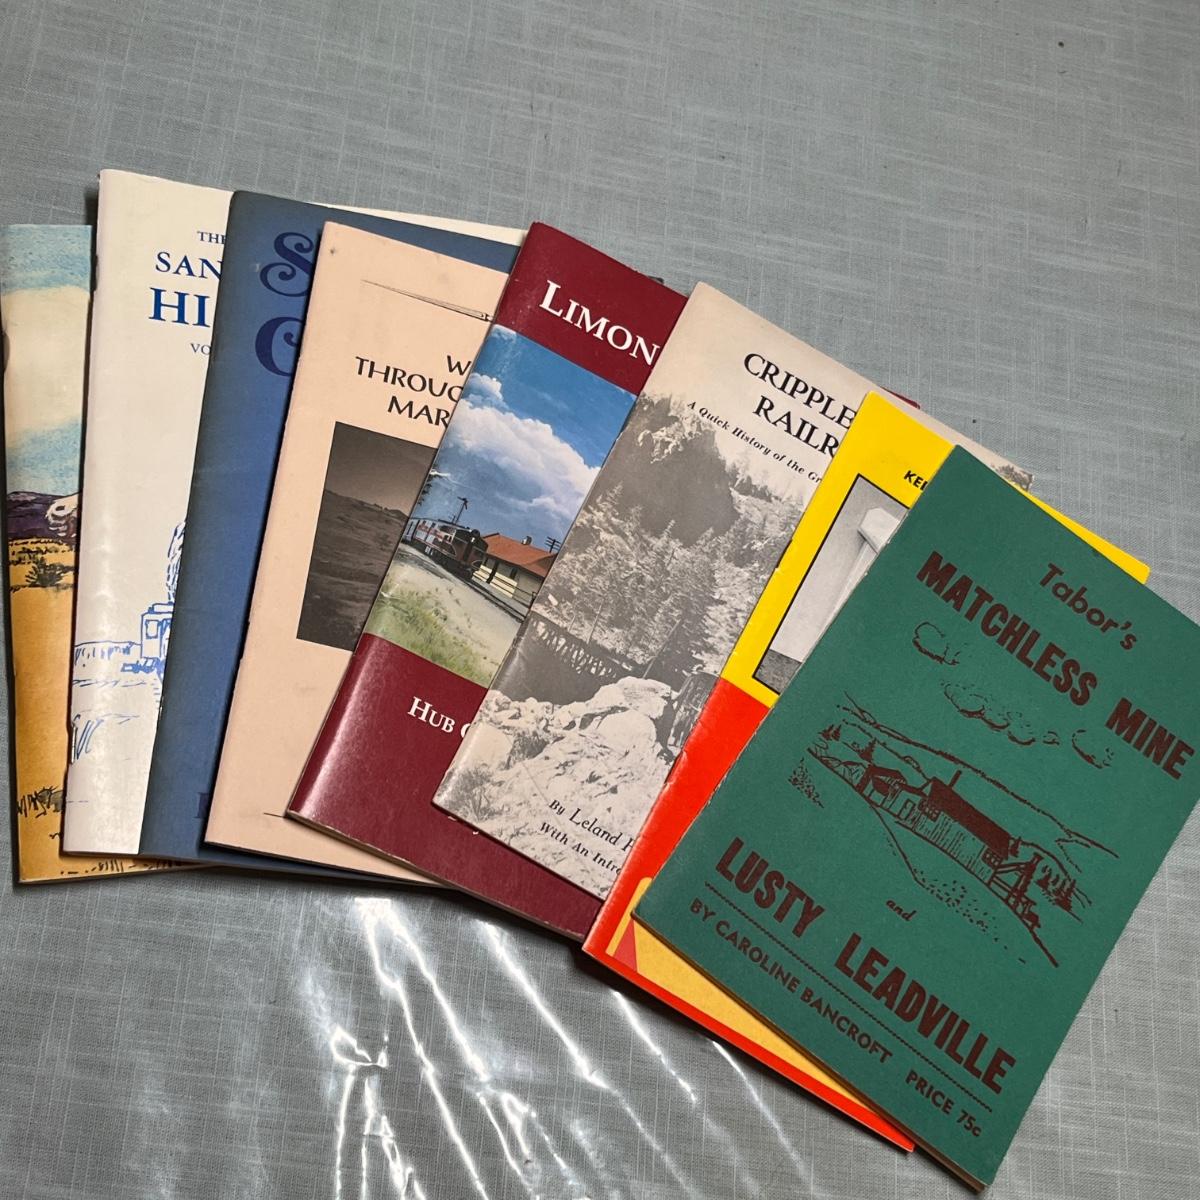 THE
SAN
HI
VO
S
C
W
THROUG
MAR
LIMON
HUB
CRIPPLE
RAILR
A Quick History of the Gr
By Leland F
With An Intro
KEL
Tabor's
MATCHLESS MINE
and
LUSTY LEADVILLE
BY CAROLINE BANCROFT PRICE 75c